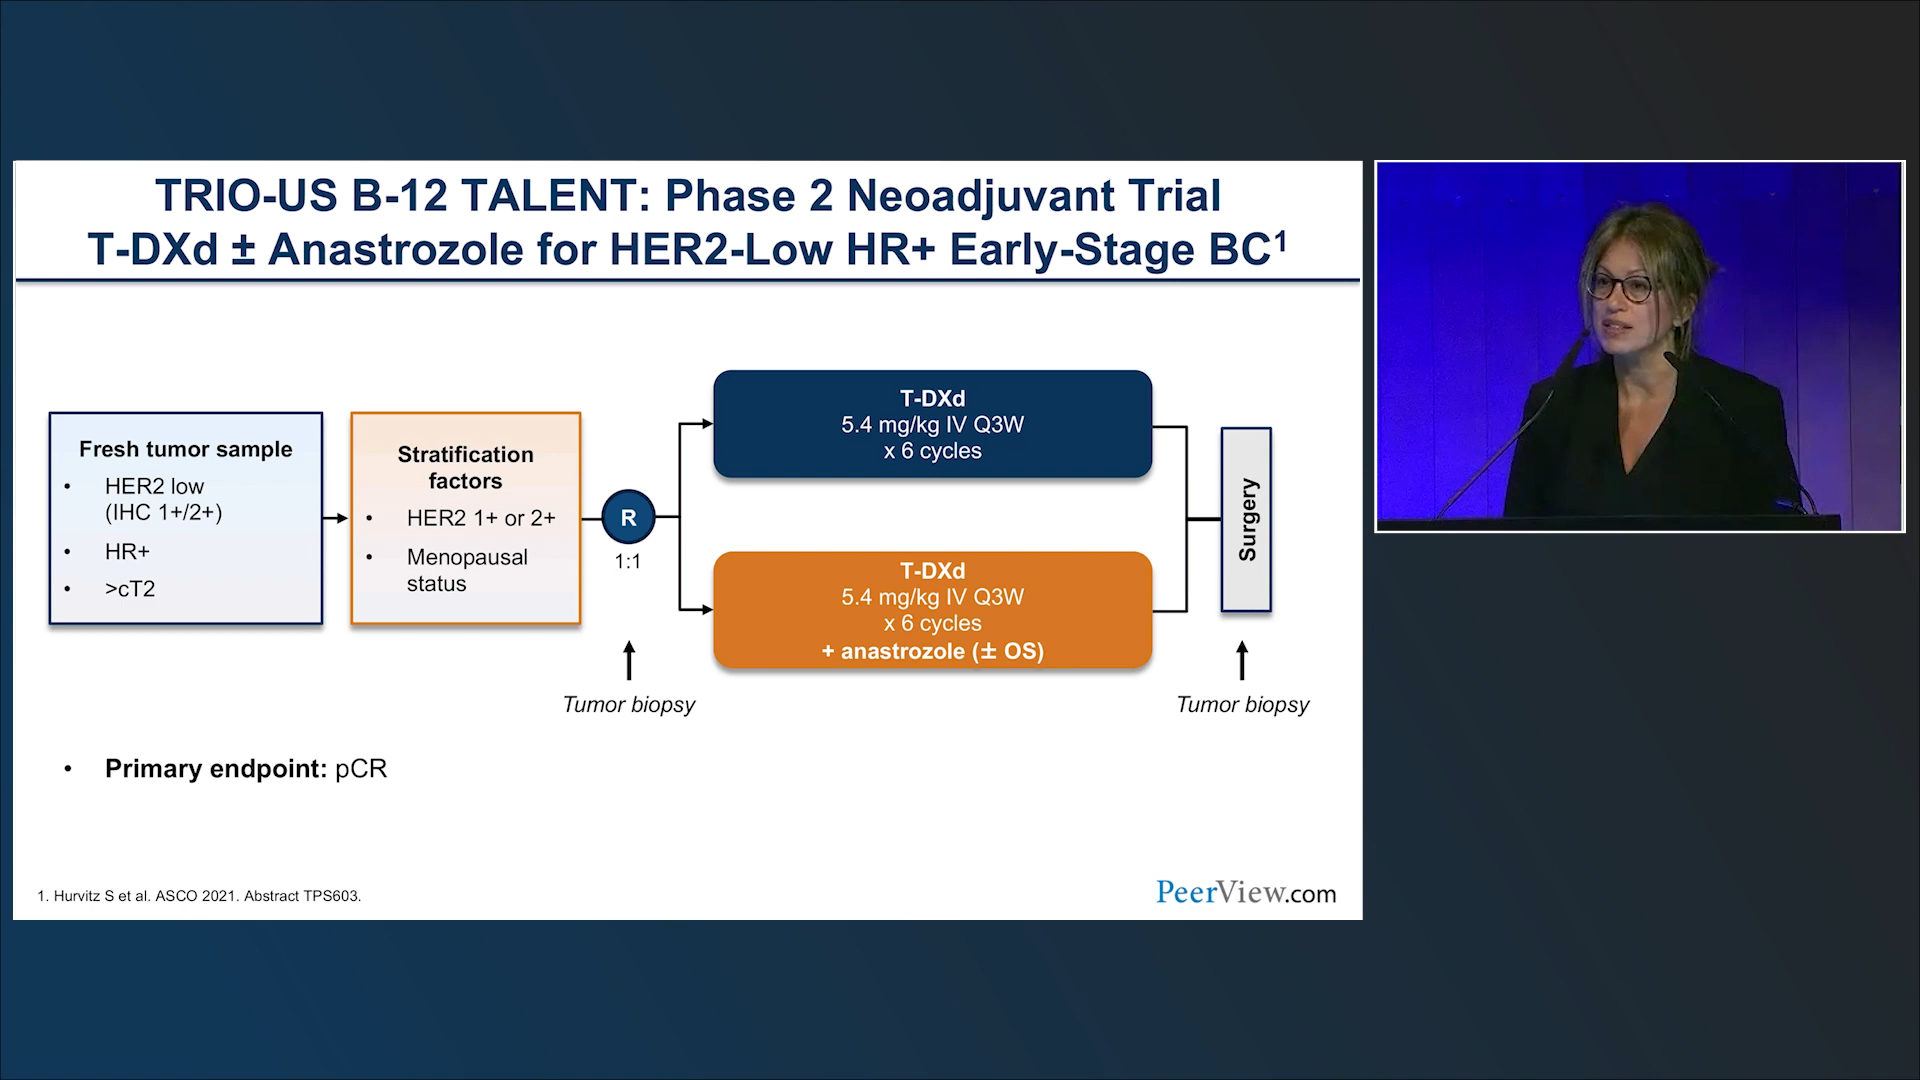 TRIO-US B-12 TALENT: Phase 2 Neoadjuvant Trial
T-DXd ± Anastrozole for HER2-Low HR+ Early-Stage BC¹
Fresh tumor sample
• HER2 low
(IHC 1+/2+)
• HR+
• >cT2
Stratification
factors
• HER2 1+ or 2+
• Menopausal
status
R
1:1
T-DXd
5.4 mg/kg IV Q3W
x 6 cycles
T-DXd
5.4 mg/kg IV Q3W
x 6 cycles
+ anastrozole (± OS)
Surgery
Tumor biopsy
Tumor biopsy
• Primary endpoint: pCR
1. Hurvitz S et al. ASCO 2021. Abstract TPS603.
PeerView.com